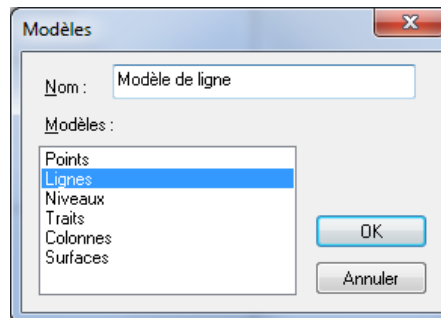 Modèles
Nom : Modèle de ligne
Modèles :
Points
Lignes
Niveaux
Traits
Colonnes
Surfaces
OK
Annuler